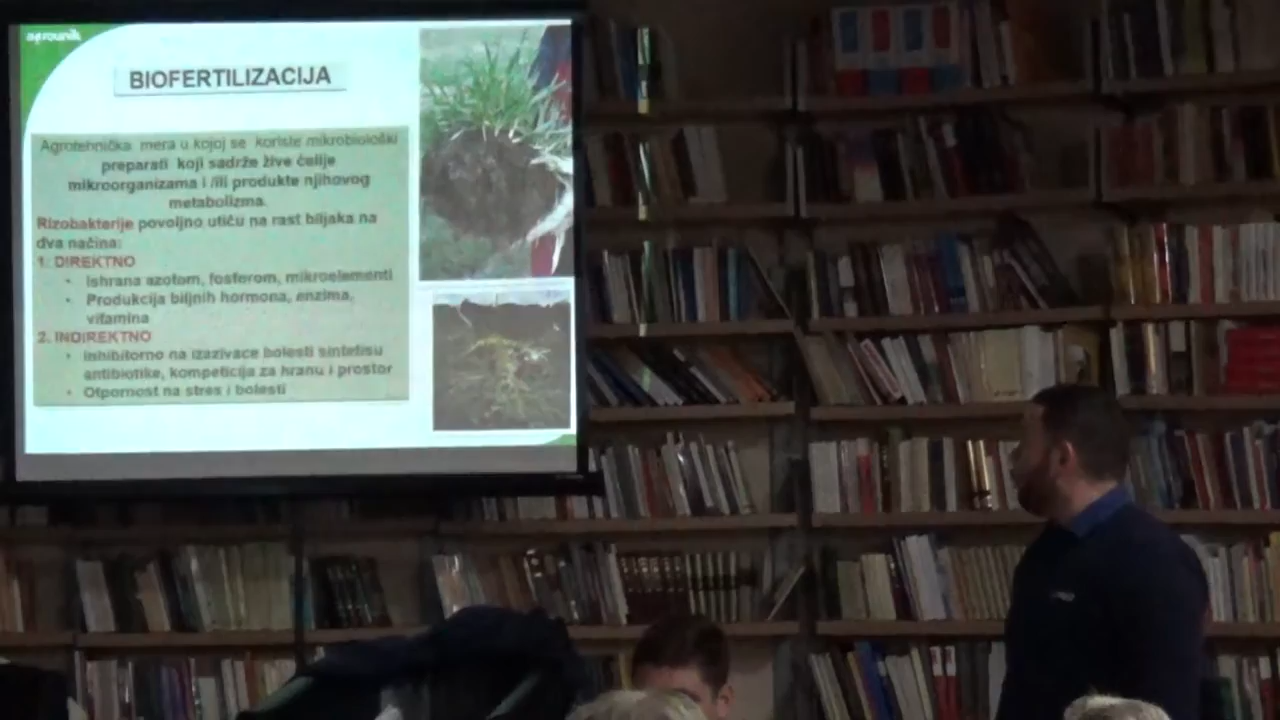 agrounik
BIOFERTILIZACIJA
Agrotehnička mera u kojoj se koriste mikrobiološki
preparati koji sadrže žive ćelije
mikroorganizama i /ili produkte njihovog
metabolizma.
Rizobakterije povoljno utiču na rast biljaka na
dva načina:
1. DIREKTNO
• Ishrana azotom, fosforom, mikroelementi
• Produkcija biljnih hormona, enzima,
vitamina
2. INDIREKTNO
• Inhibitorno na izazivace bolesti sintetišu
antibiotike, kompeticija za hranu i prostor
• Otpornost na stres i bolesti